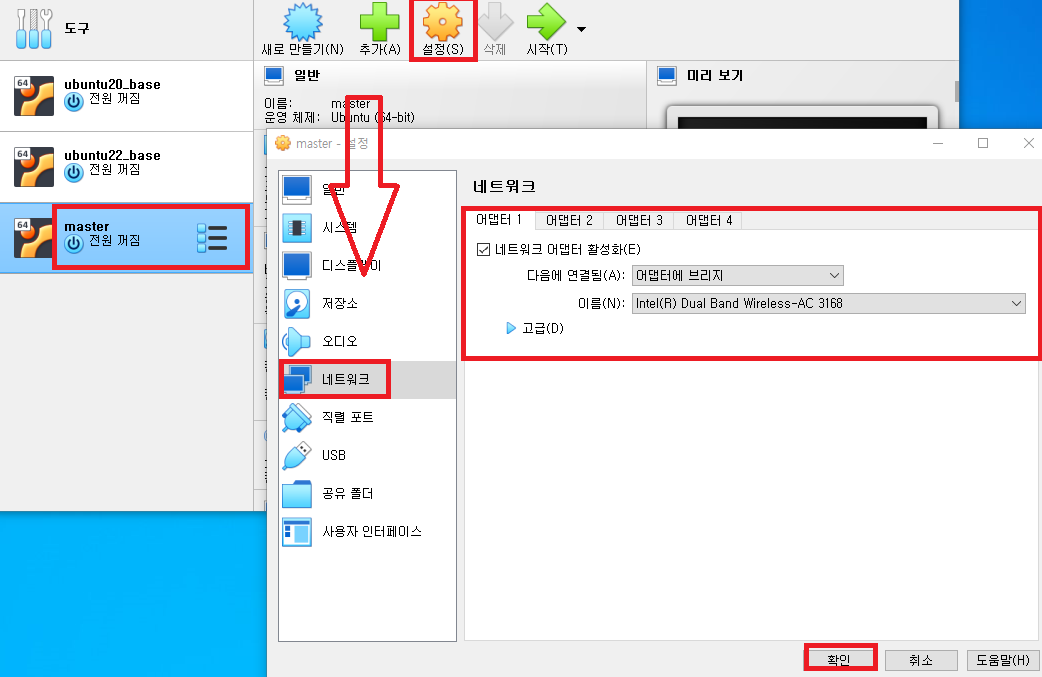 도구
새로 만들기(N) 추가(A) 설정(S) 삭제 시작(T)
64
ubuntu20_base
전원 꺼짐
64
ubuntu22_base
전원 꺼짐
64
master
전원 꺼짐
일반
이름: master
운영 체제: Ubuntu (64-bit)
미리 보기
master - 설정
일반
시스템
디스플레이
저장소
오디오
네트워크
직렬 포트
USB
공유 폴더
사용자 인터페이스
네트워크
어댑터 1 어댑터 2 어댑터 3 어댑터 4
네트워크 어댑터 활성화(E)
다음에 연결됨(A): 어댑터에 브리지
이름(N): Intel(R) Dual Band Wireless-AC 3168
고급(D)
확인 취소 도움말(H)